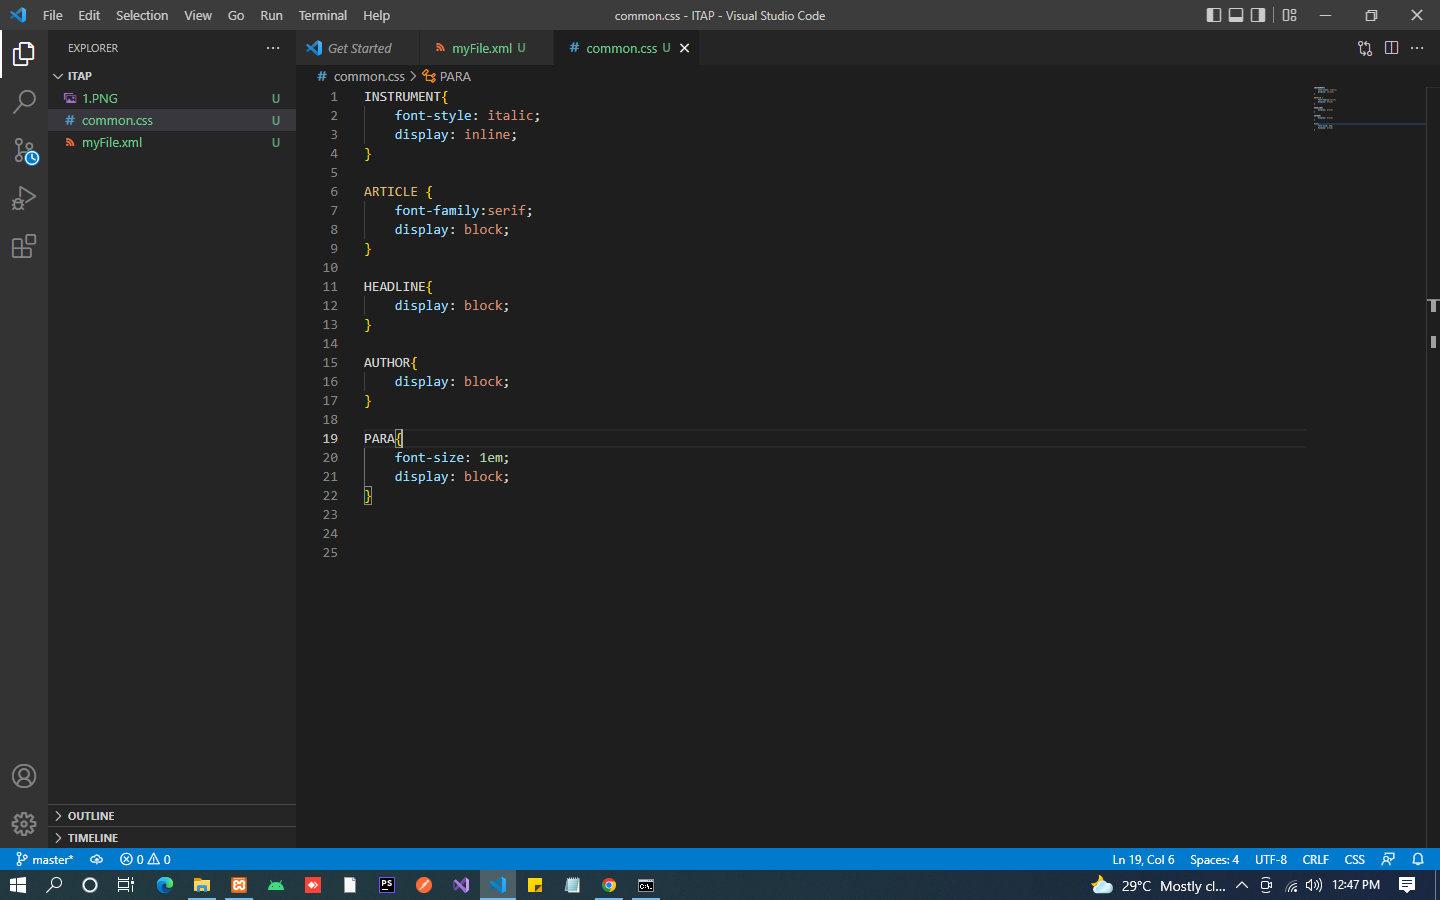 File Edit Selection View Go Run Terminal Help
common.css - ITAP - Visual Studio Code
EXPLORER
ITAP
1.PNG U
common.css U
myFile.xml U
OUTLINE
TIMELINE
Get Started
myFile.xml U
common.css U
# common.css > PARA
1 INSTRUMENT{
2 font-style: italic;
3 display: inline;
4 }
5
6 ARTICLE {
7 font-family:serif;
8 display: block;
9 }
10
11 HEADLINE{
12 display: block;
13 }
14
15 AUTHOR{
16 display: block;
17 }
18
19 PARA{
20 font-size: 1em;
21 display: block;
22 }
23
24
25
master* 0 0 Ln 19, Col 6 Spaces: 4 UTF-8 CRLF CSS
PS
29°C Mostly cl... 12:47 PM